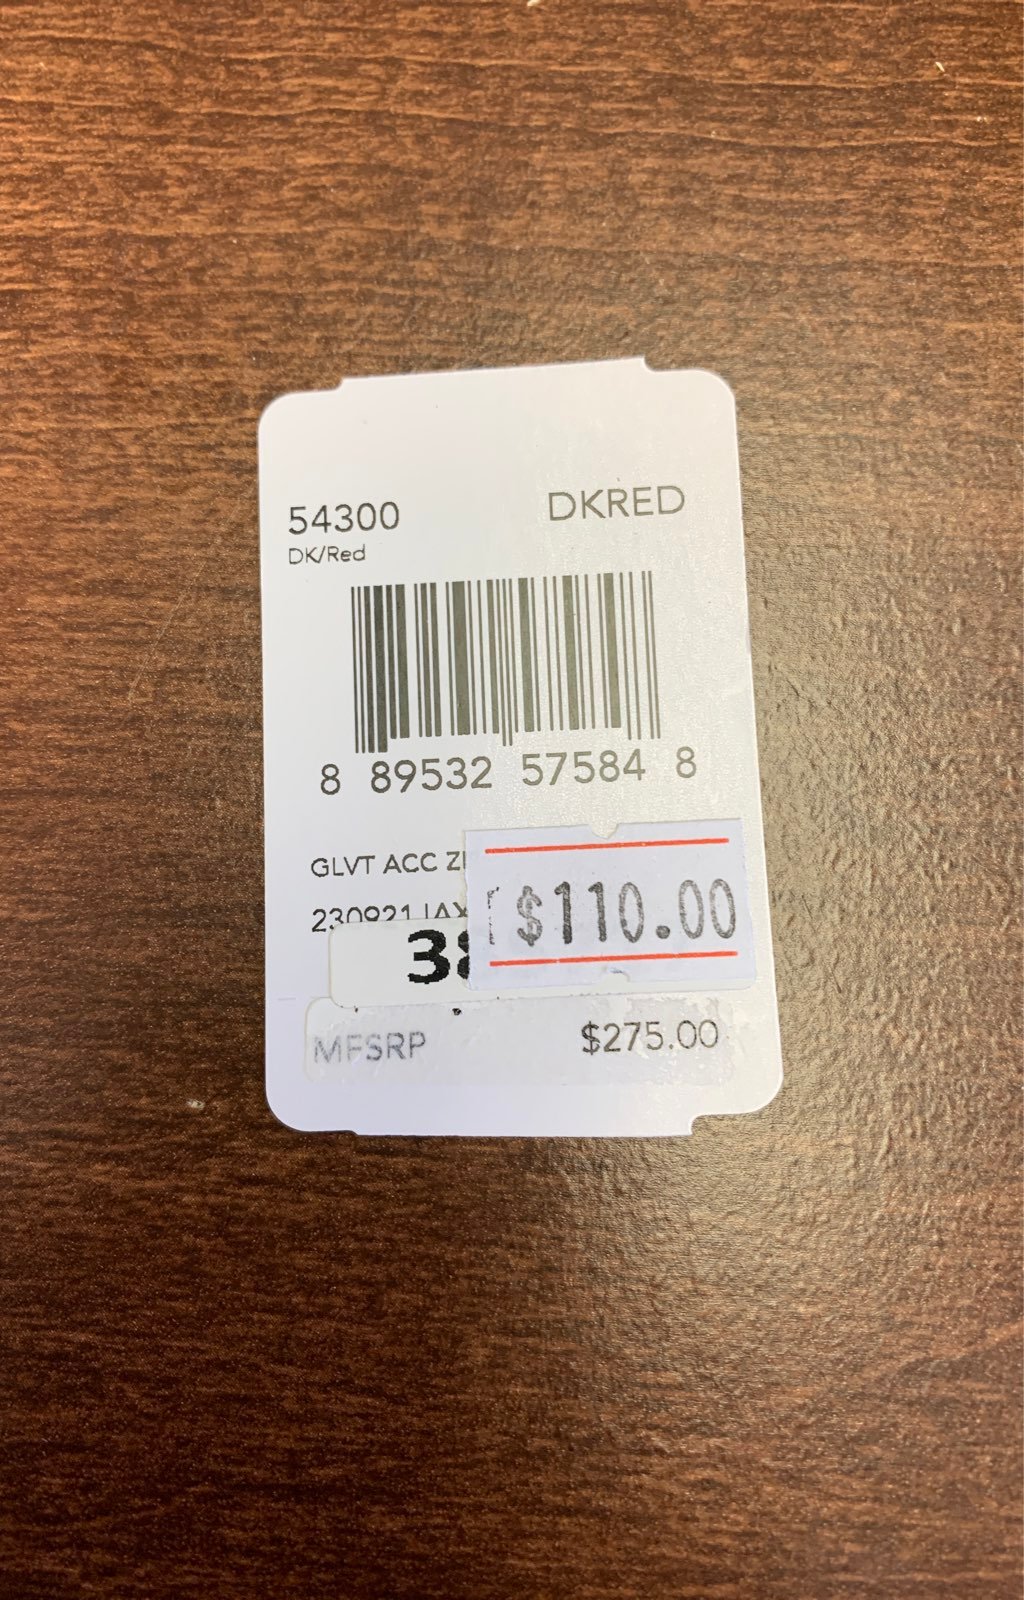 54300 DKRED
DK/Red
8 89532 57584 8
GLVT ACC
$110.00
MFSRP $275.00